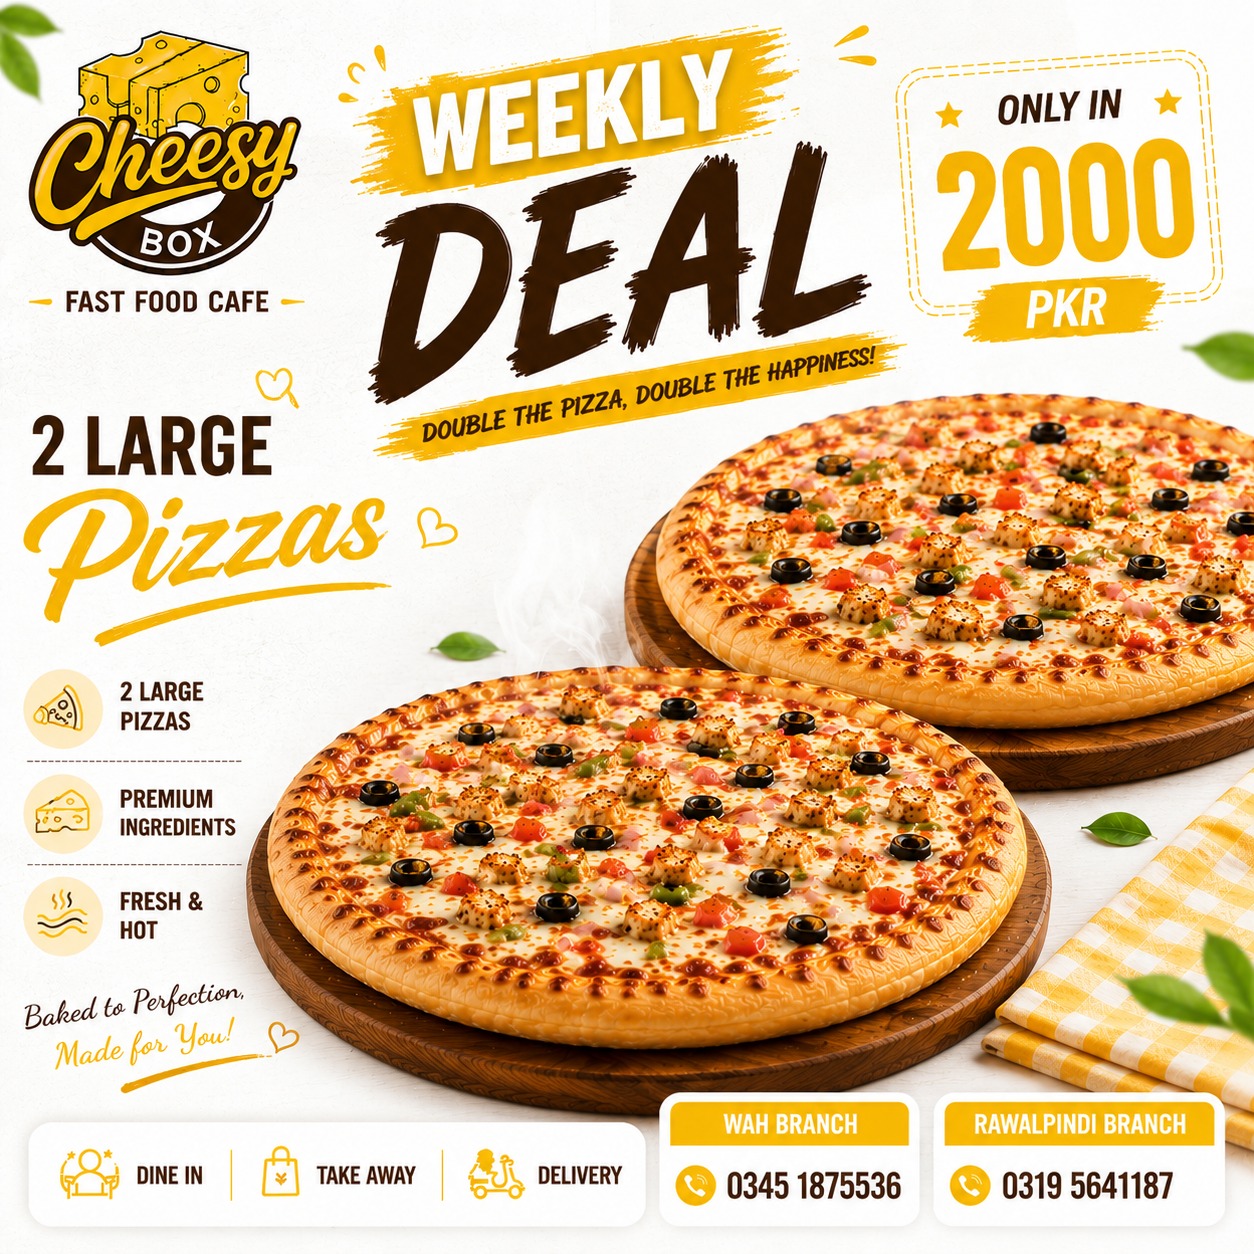 Cheesy
BOX
FAST FOOD CAFE
WEEKLY
DEAL
DOUBLE THE PIZZA, DOUBLE THE HAPPINESS!
ONLY IN
2000
PKR
2 LARGE
Pizzas
2 LARGE
PIZZAS
PREMIUM
INGREDIENTS
FRESH &
HOT
Baked to Perfection,
Made for You!
DINE IN
TAKE AWAY
DELIVERY
WAH BRANCH
0345 1875536
RAWALPINDI BRANCH
0319 5641187